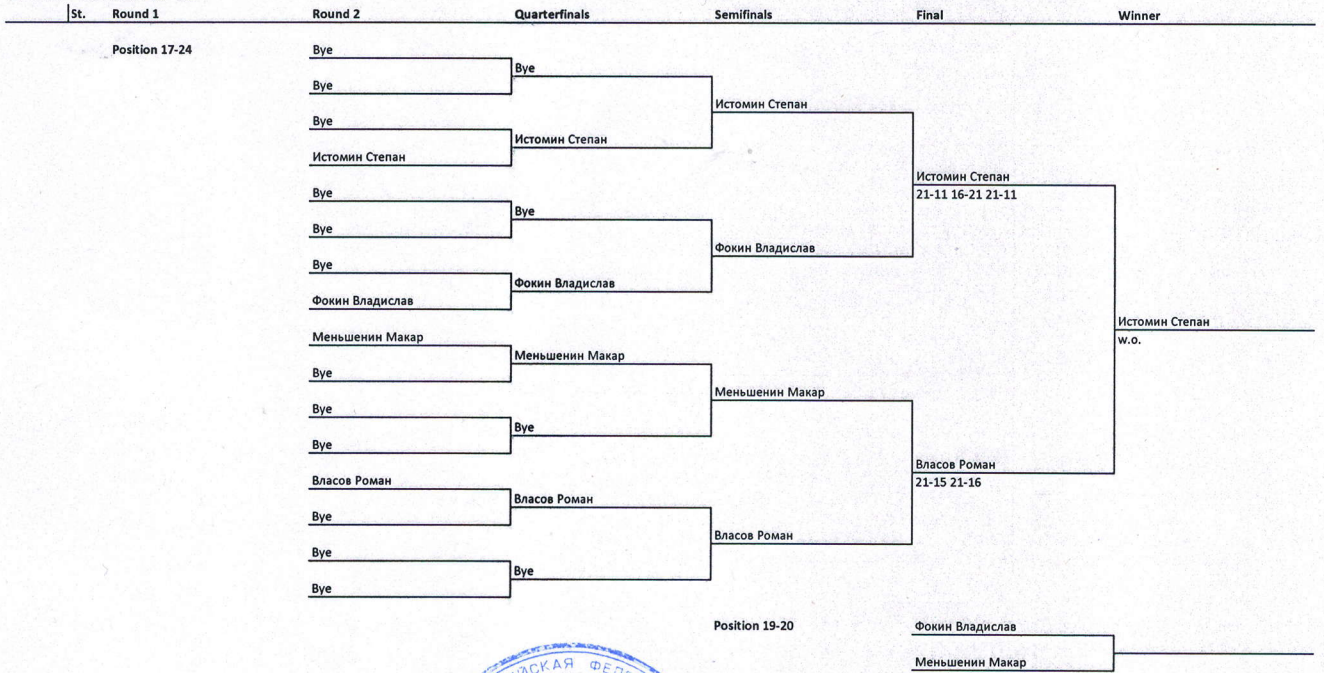 St. Round 1 Round 2 Quarterfinals Semifinals Final Winner
Position 17-24
Bye
Bye
Bye
Bye
Истомин Степан
Bye
Истомин Степан
Истомин Степан
Истомин Степан
21-11 16-21 21-11
Bye
Bye
Bye
Фокин Владислав
Bye
Фокин Владислав
Фокин Владислав
Истомин Степан
w.o.
Меньшенин Макар
Меньшенин Макар
Bye
Меньшенин Макар
Bye
Bye
Bye
Власов Роман
21-15 21-16
Власов Роман
Власов Роман
Bye
Власов Роман
Bye
Bye
Bye
Position 19-20
Фокин Владислав
Меньшенин Макар